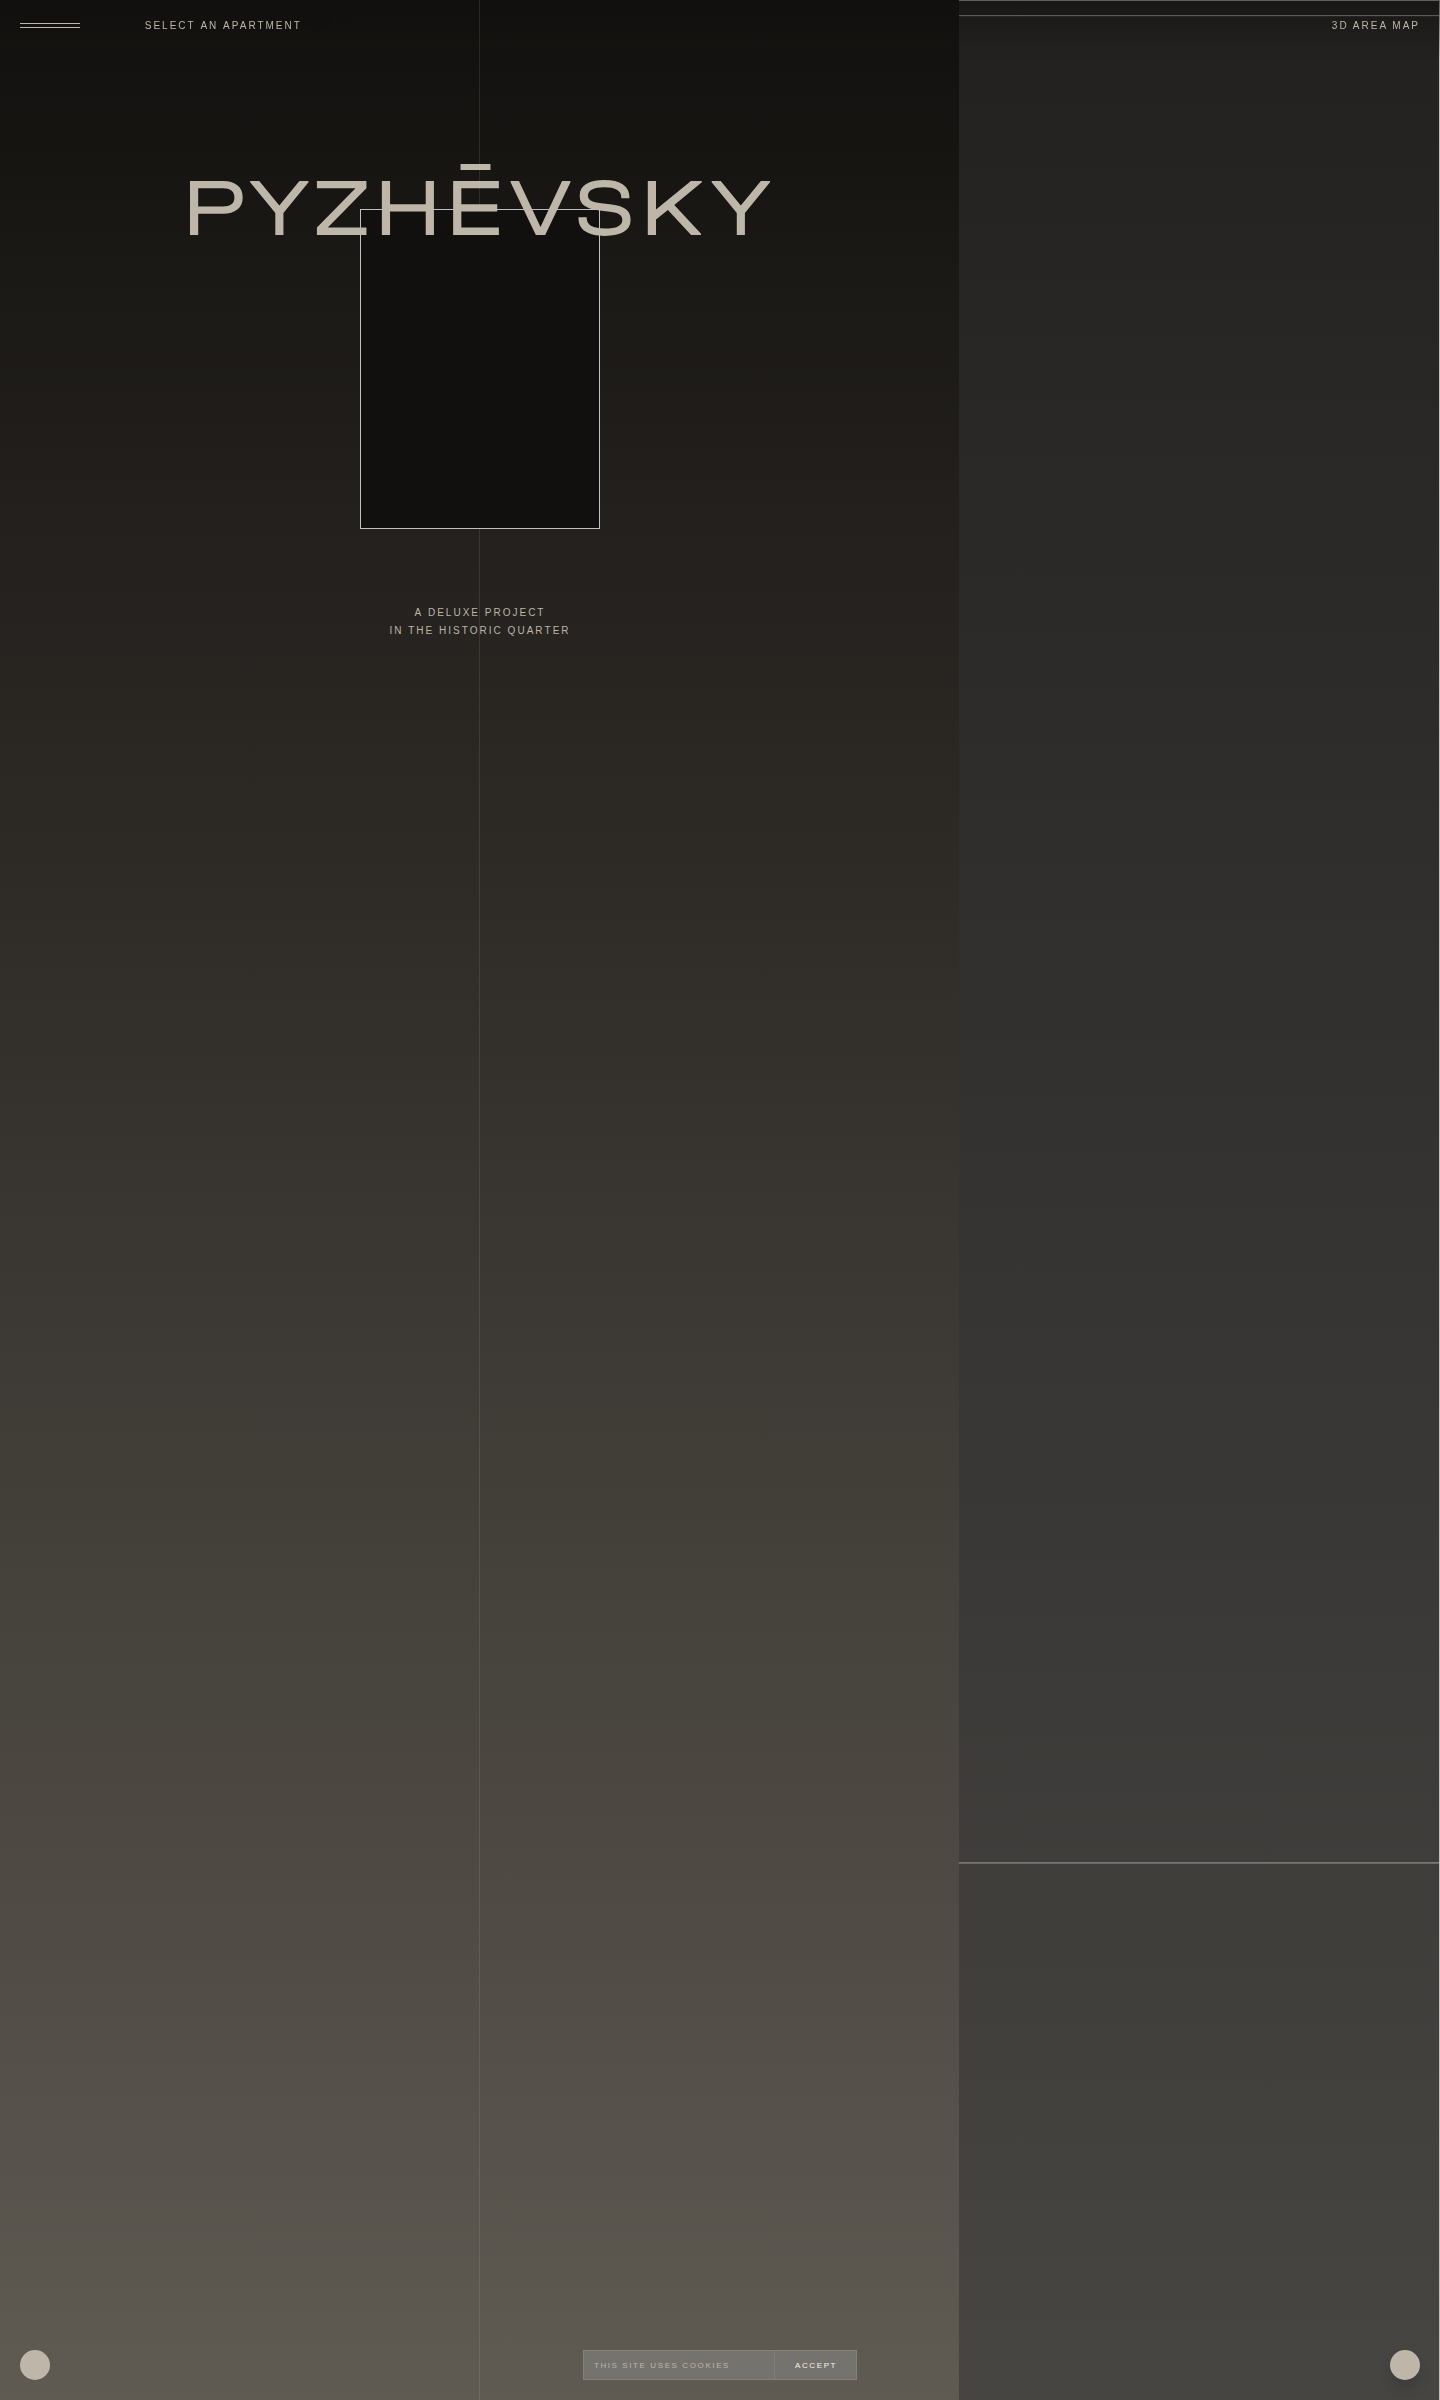 SELECT AN APARTMENT
3D AREA MAP
PYZHĒVSKY
A DELUXE PROJECT
IN THE HISTORIC QUARTER
THIS SITE USES COOKIES
ACCEPT